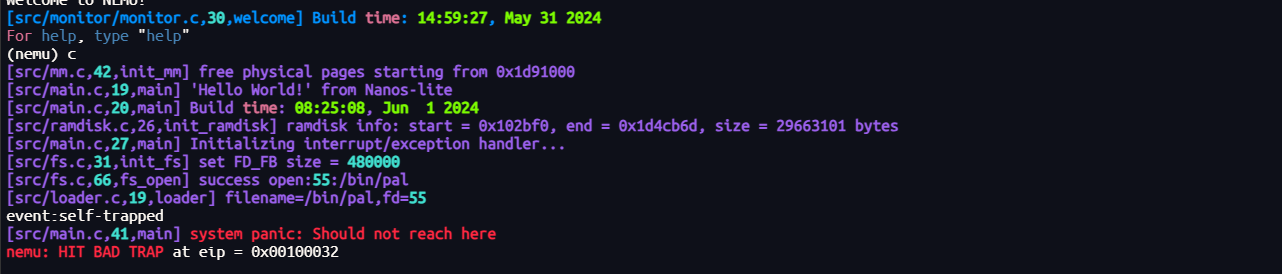 Welcome to NEMU!
[src/monitor/monitor.c,30,welcome] Build time: 14:59:27, May 31 2024
For help, type "help"
(nemu) c
[src/mm.c,42,init_mm] free physical pages starting from 0x1d91000
[src/main.c,19,main] 'Hello World!' from Nanos-lite
[src/main.c,20,main] Build time: 08:25:08, Jun  1 2024
[src/ramdisk.c,26,init_ramdisk] ramdisk info: start = 0x102bf0, end = 0x1d4cb6d, size = 29663101 bytes
[src/main.c,27,main] Initializing interrupt/exception handler...
[src/fs.c,31,init_fs] set FD_FB size = 480000
[src/fs.c,66,fs_open] success open:55:/bin/pal
[src/loader.c,19,loader] filename=/bin/pal,fd=55
event:self-trapped
[src/main.c,41,main] system panic: Should not reach here
nemu: HIT BAD TRAP at eip = 0x00100032